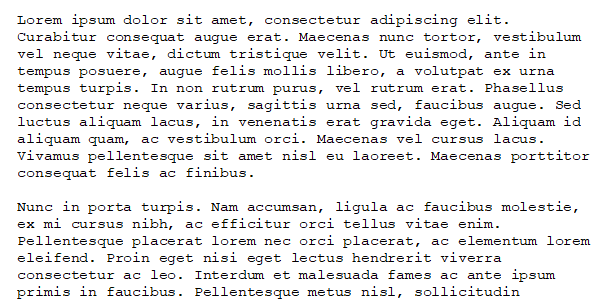 Lorem ipsum dolor sit amet, consectetur adipiscing elit.
Curabitur consequat augue erat. Maecenas nunc tortor, vestibulum
vel neque vitae, dictum tristique velit. Ut euismod, ante in
tempus posuere, augue felis mollis libero, a volutpat ex urna
tempus turpis. In non rutrum purus, vel rutrum erat. Phasellus
consectetur neque varius, sagittis urna sed, faucibus augue. Sed
luctus aliquam lacus, in venenatis erat gravida eget. Aliquam id
aliquam quam, ac vestibulum orci. Maecenas vel cursus lacus.
Vivamus pellentesque sit amet nisl eu laoreet. Maecenas porttitor
consequat felis ac finibus.

Nunc in porta turpis. Nam accumsan, ligula ac faucibus molestie,
ex mi cursus nibh, ac efficitur orci tellus vitae enim.
Pellentesque placerat lorem nec orci placerat, ac elementum lorem
eleifend. Proin eget nisi eget lectus hendrerit viverra
consectetur ac leo. Interdum et malesuada fames ac ante ipsum
primis in faucibus. Pellentesque metus nisl, sollicitudin